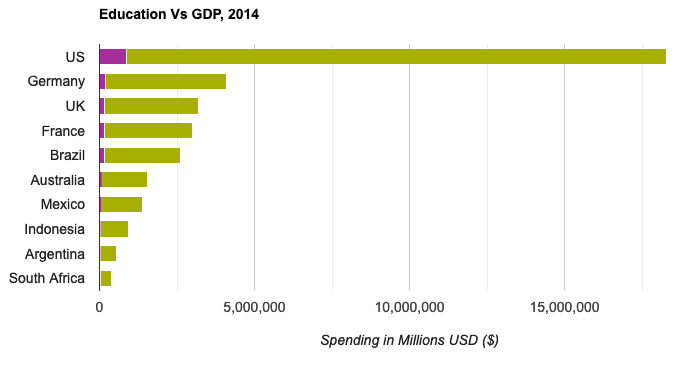 Education Vs GDP, 2014
US
Germany
UK
France
Brazil
Australia
Mexico
Indonesia
Argentina
South Africa
0 5,000,000 10,000,000 15,000,000
Spending in Millions USD ($)